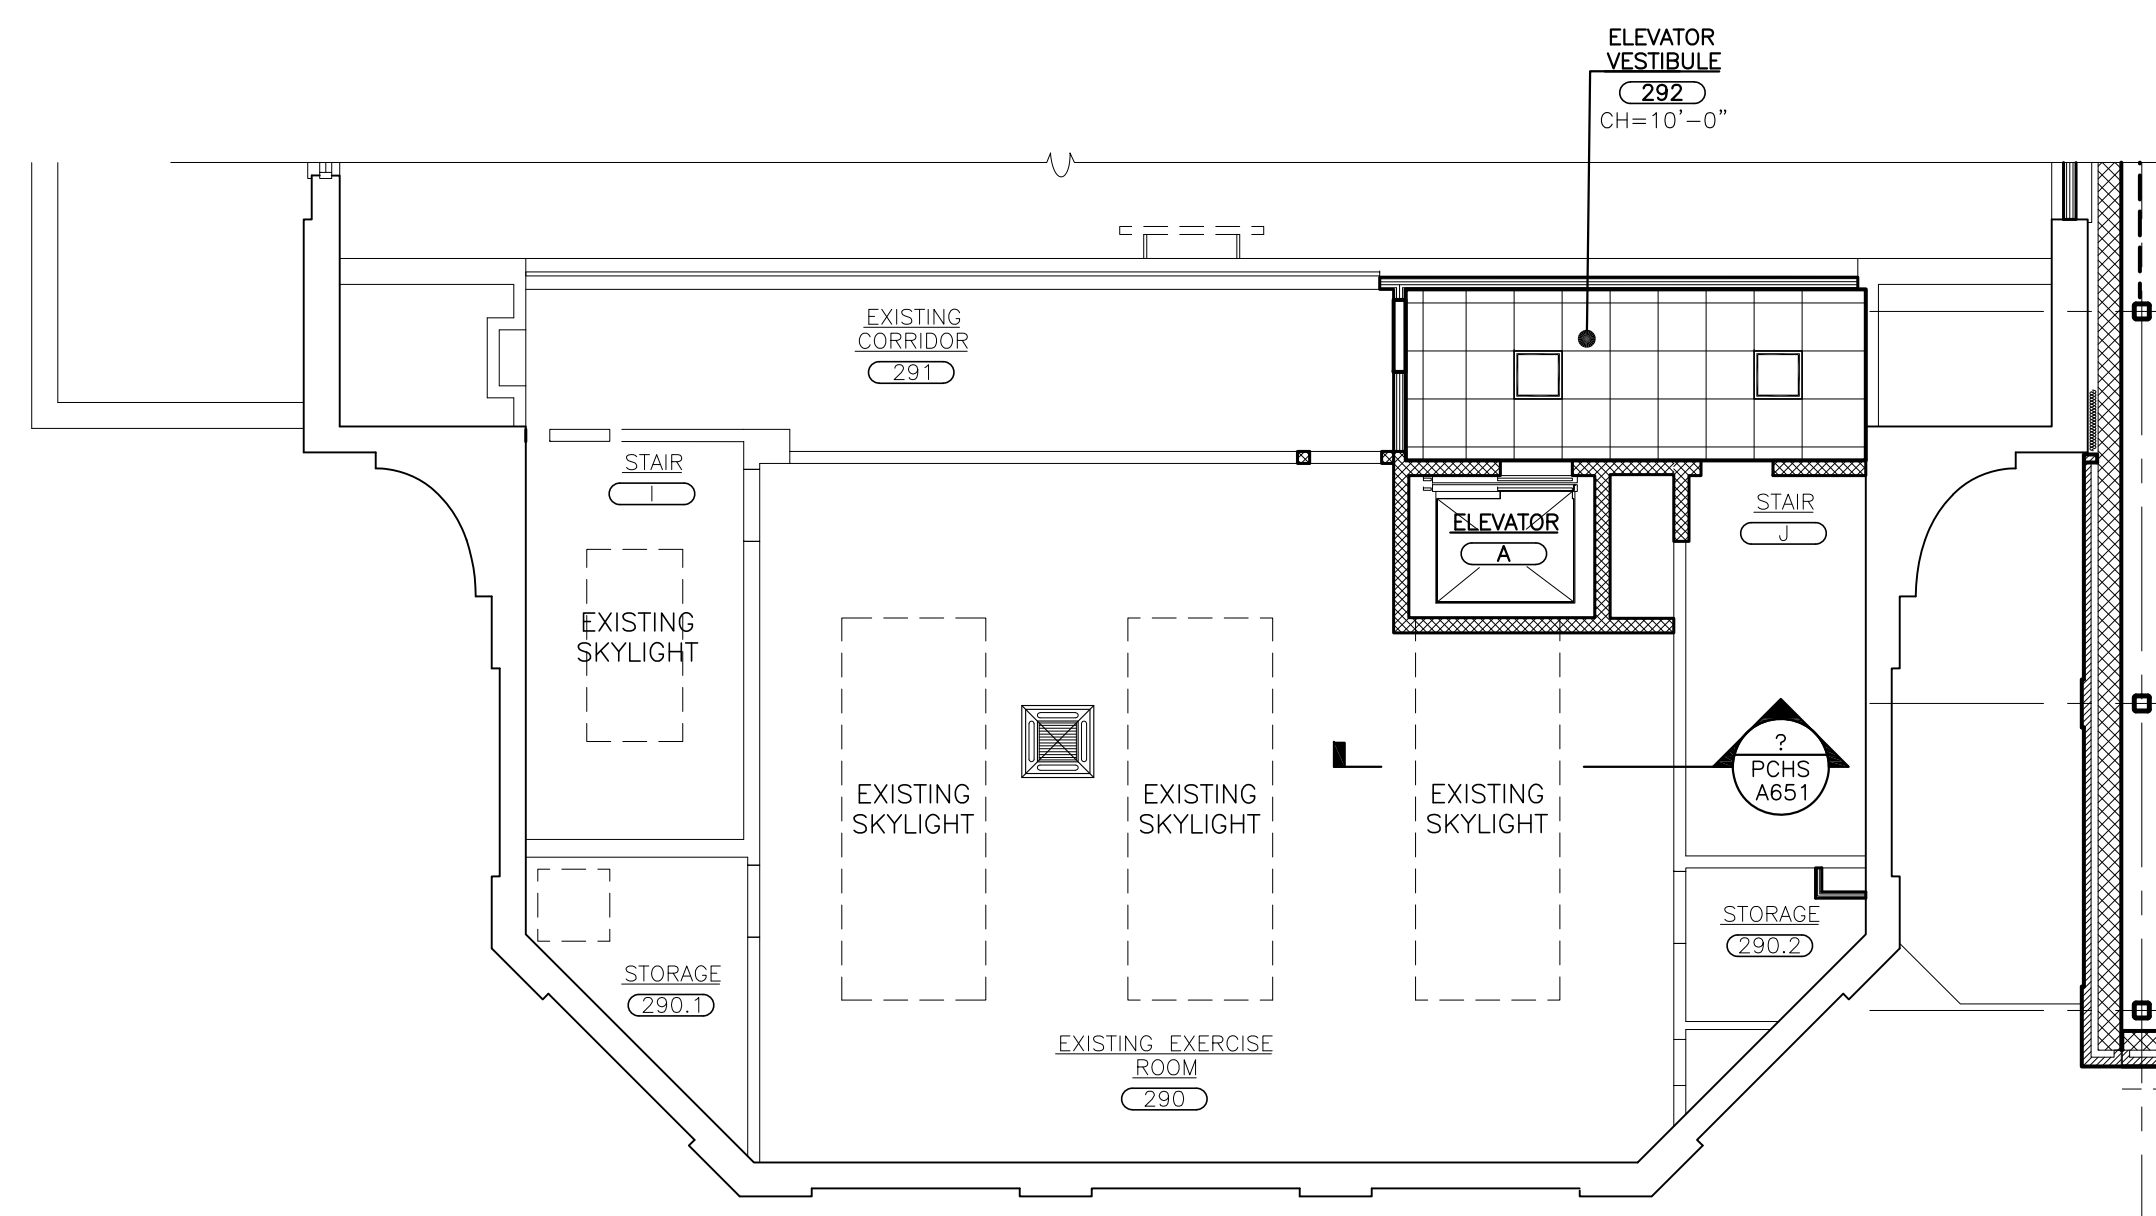 ELEVATOR
VESTIBULE
292
CH=10'-0"
EXISTING
CORRIDOR
291
STAIR
I
STAIR
J
ELEVATOR
A
EXISTING
SKYLIGHT
EXISTING
SKYLIGHT
EXISTING
SKYLIGHT
EXISTING
SKYLIGHT
?
PCHS
A651
STORAGE
290.2
STORAGE
290.1
EXISTING EXERCISE
ROOM
290